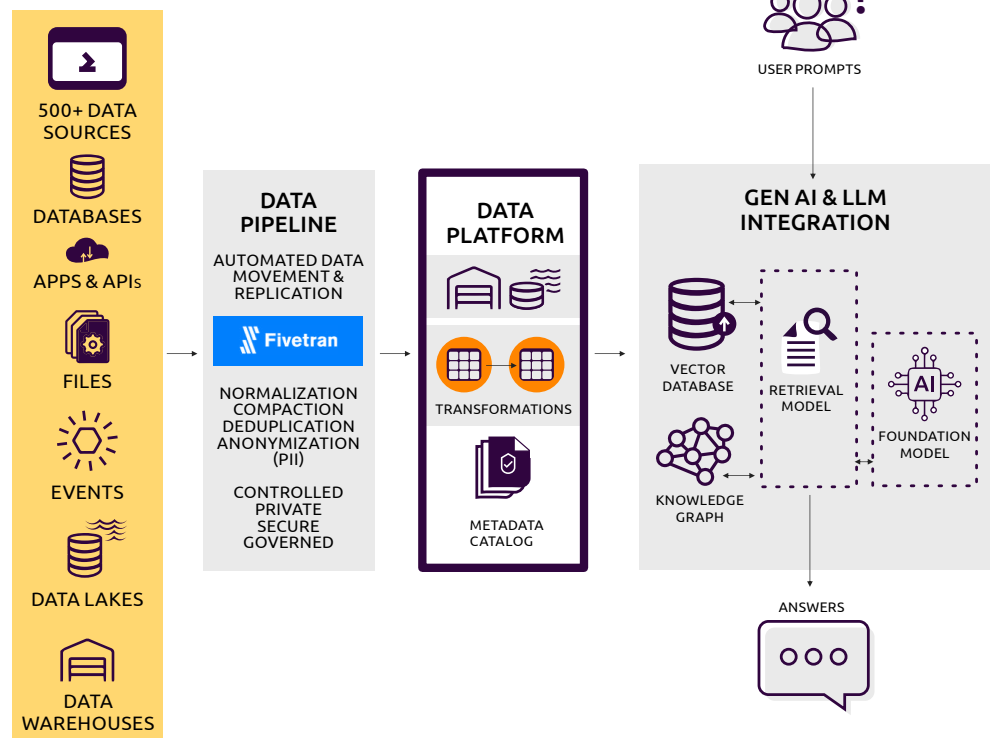 500+ DATA
SOURCES
DATABASES
APPS & APIs
FILES
EVENTS
DATA LAKES
DATA
WAREHOUSES
DATA
PIPELINE
AUTOMATED DATA
MOVEMENT &
REPLICATION
Fivetran
NORMALIZATION
COMPACTION
DEDUPLICATION
ANONYMIZATION
(PII)
CONTROLLED
PRIVATE
SECURE
GOVERNED
DATA
PLATFORM
TRANSFORMATIONS
METADATA
CATALOG
USER PROMPTS
GEN AI & LLM
INTEGRATION
VECTOR
DATABASE
RETRIEVAL
MODEL
AI
FOUNDATION
MODEL
KNOWLEDGE
GRAPH
ANSWERS